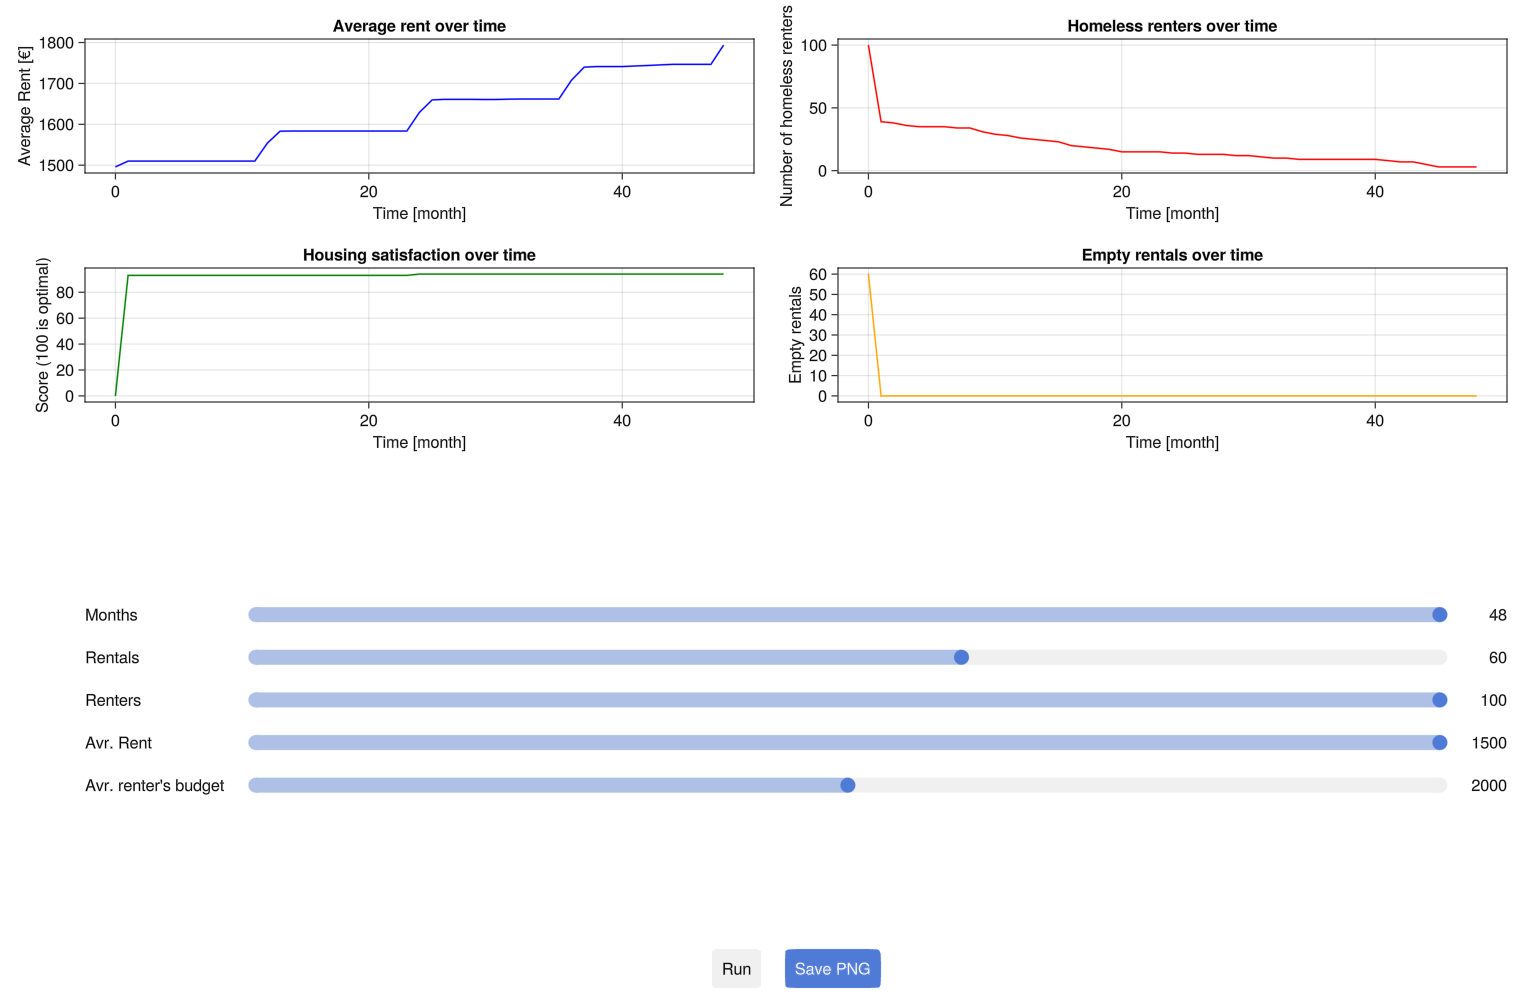 Average rent over time
Average Rent [€]
1800
1700
1600
1500
0 20 40
Time [month]
Homeless renters over time
Number of homeless renters
100
50
0
0 20 40
Time [month]
Housing satisfaction over time
Score (100 is optimal)
80
60
40
20
0
0 20 40
Time [month]
Empty rentals over time
Empty rentals
60
50
40
30
20
10
0
0 20 40
Time [month]
Months 48
Rentals 60
Renters 100
Avr. Rent 1500
Avr. renter's budget 2000
Run Save PNG